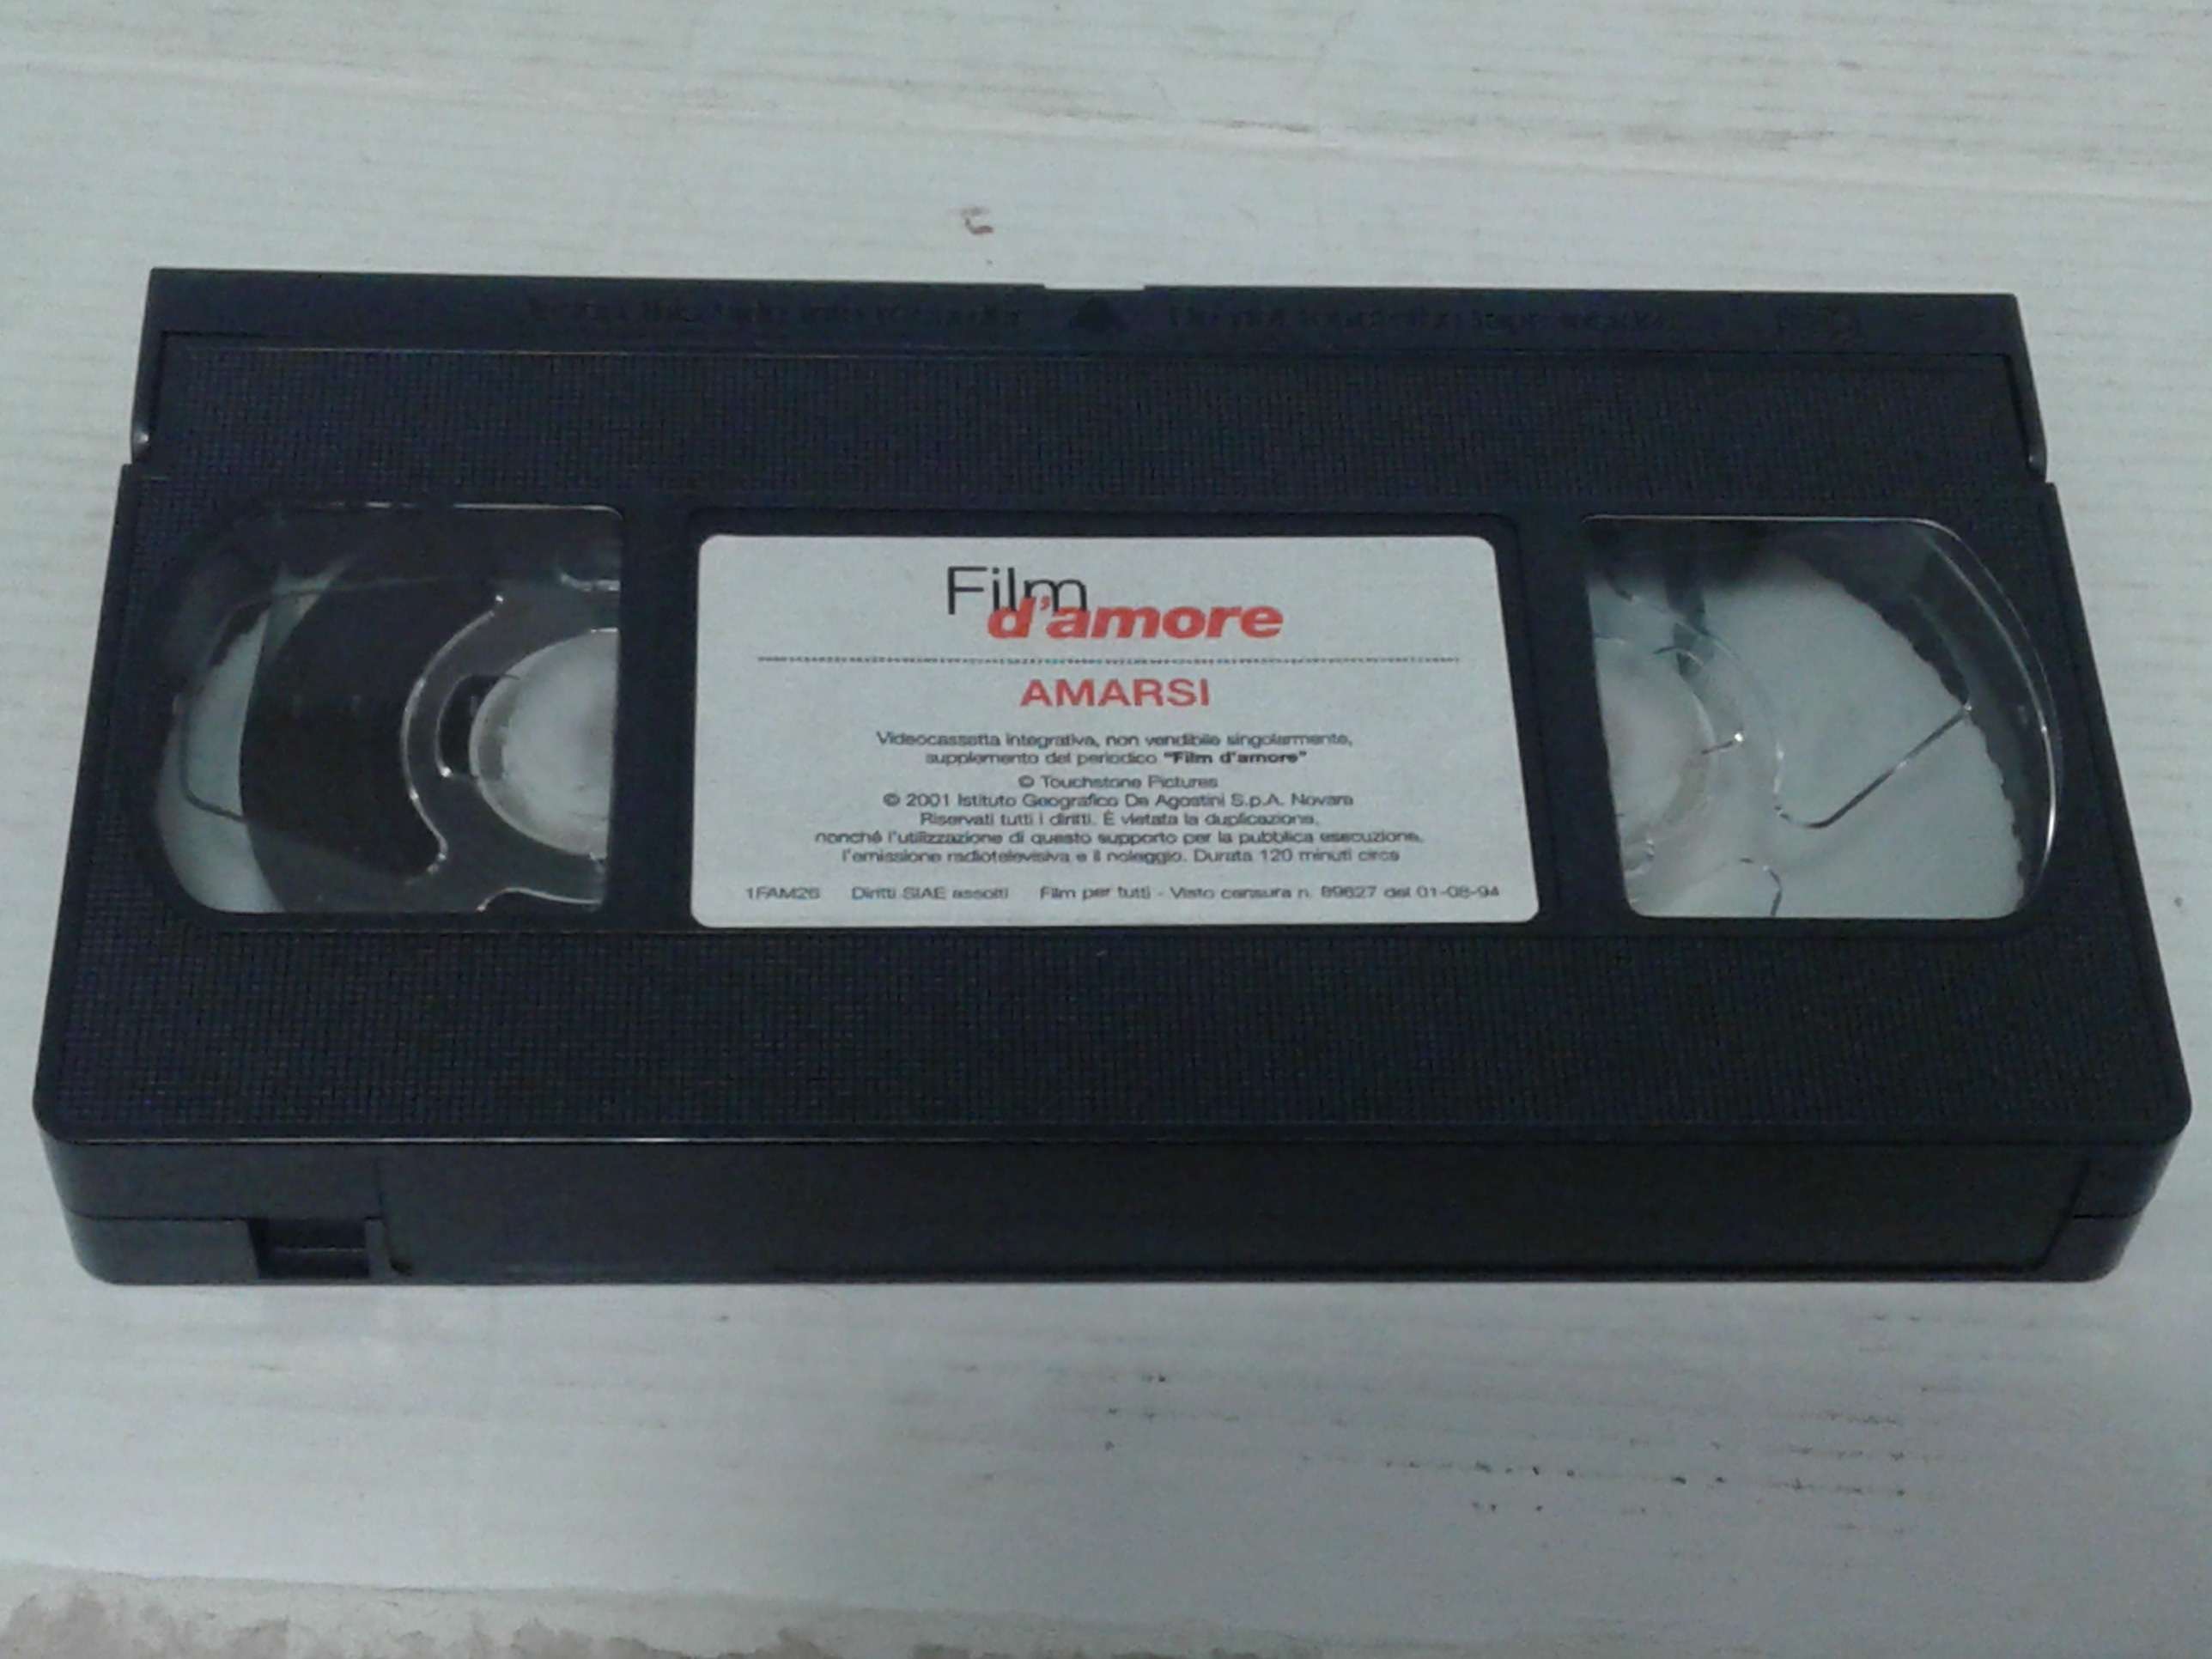 Film
d'amore
AMARSI
Videocassetta integrativa, non vendibile singolarmente,
supplemento del periodico "Film d'amore"
© Touchstone Pictures
© 2001 Istituto Geografico De Agostini S.p.A. Novara
Riservati tutti i diritti. È vietata la duplicazione,
nonché l'utilizzazione di questo supporto per la pubblica esecuzione,
l'emissione radiotelevisiva e il noleggio. Durata 120 minuti circa
1FAM26 Diritti SIAE assolti Film per tutti - Visto censura n. 89627 del 01-08-94